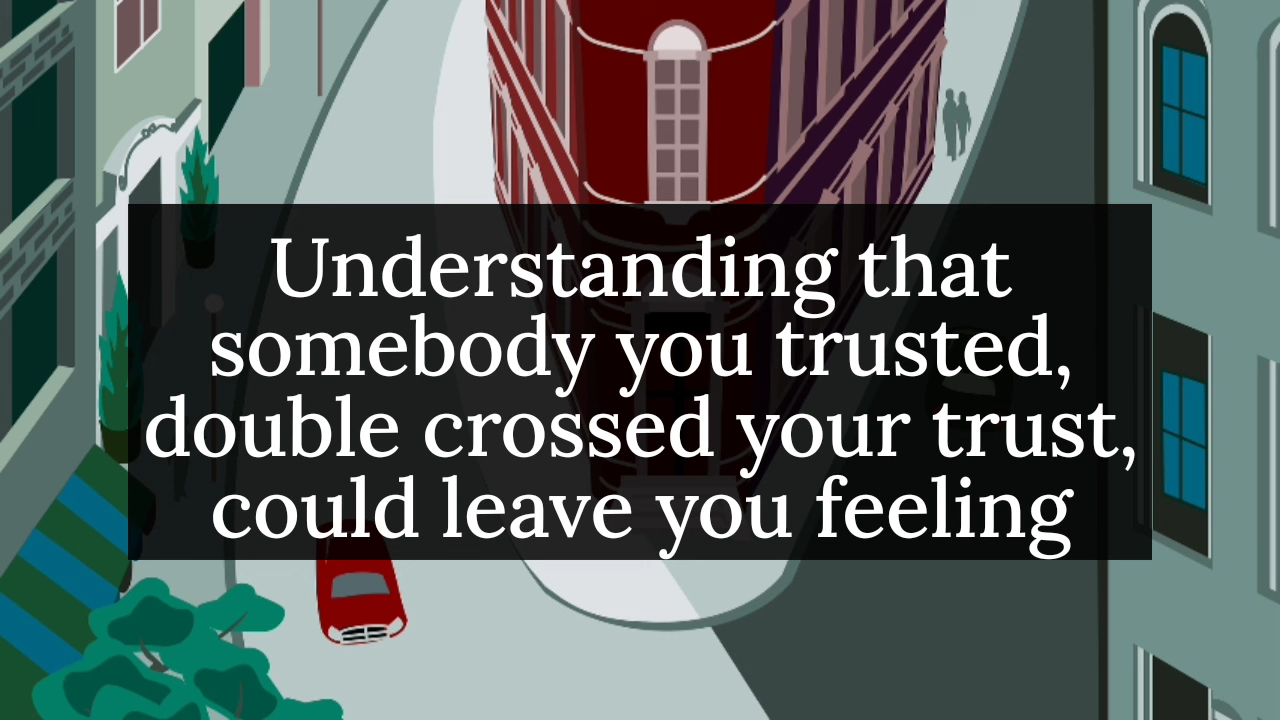 Understanding that
somebody you trusted,
double crossed your trust,
could leave you feeling